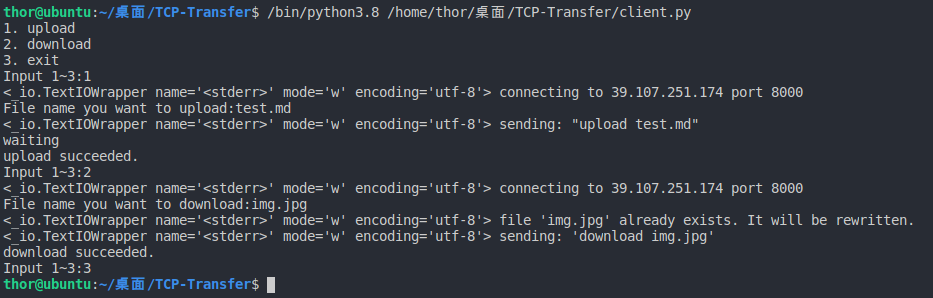 thor@ubuntu:~/桌面/TCP-Transfer$ /bin/python3.8 /home/thor/桌面/TCP-Transfer/client.py
1. upload
2. download
3. exit
Input 1~3:1
<_io.TextIOWrapper name='<stderr>' mode='w' encoding='utf-8'> connecting to 39.107.251.174 port 8000
File name you want to upload:test.md
<_io.TextIOWrapper name='<stderr>' mode='w' encoding='utf-8'> sending: "upload test.md"
waiting
upload succeeded.
Input 1~3:2
<_io.TextIOWrapper name='<stderr>' mode='w' encoding='utf-8'> connecting to 39.107.251.174 port 8000
File name you want to download:img.jpg
<_io.TextIOWrapper name='<stderr>' mode='w' encoding='utf-8'> file 'img.jpg' already exists. It will be rewritten.
<_io.TextIOWrapper name='<stderr>' mode='w' encoding='utf-8'> sending: 'download img.jpg'
download succeeded.
Input 1~3:3
thor@ubuntu:~/桌面/TCP-Transfer$